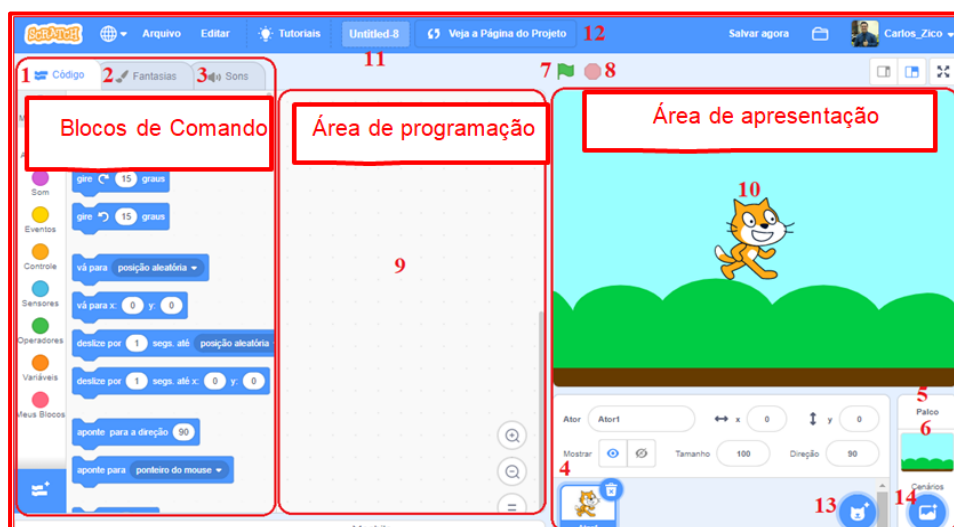 SCRATCH Arquivo Editar Tutoriais Untitled-8 Veja a Página do Projeto 12 Salvar agora Carlos_Zico
11
7 8
1 Código 2 Fantasias 3 Sons
Blocos de Comando
Área de programação
Área de apresentação
10
9
Som
Eventos
Controle
Sensores
Operadores
Variáveis
Meus Blocos
gire 15 graus
gire 15 graus
vá para posição aleatória
vá para x: 0 y: 0
deslize por 1 segs. até posição aleatória
deslize por 1 segs. até x: 0 y: 0
aponte para a direção 90
aponte para ponteiro do mouse
Ator Ator1 x 0 y 0
Mostrar Tamanho 100 Direção 90
4
5
Palco
6
Cenários
13
14